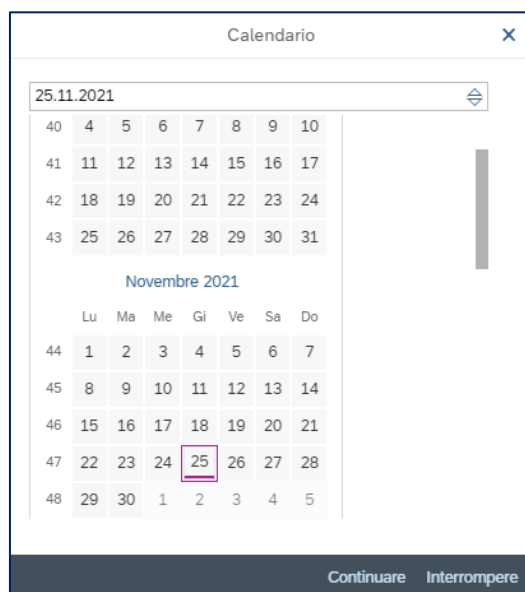 Calendario
25.11.2021
40 4 5 6 7 8 9 10
41 11 12 13 14 15 16 17
42 18 19 20 21 22 23 24
43 25 26 27 28 29 30 31
Novembre 2021
Lu Ma Me Gi Ve Sa Do
44 1 2 3 4 5 6 7
45 8 9 10 11 12 13 14
46 15 16 17 18 19 20 21
47 22 23 24 25 26 27 28
48 29 30 1 2 3 4 5
Continuare Interrompere